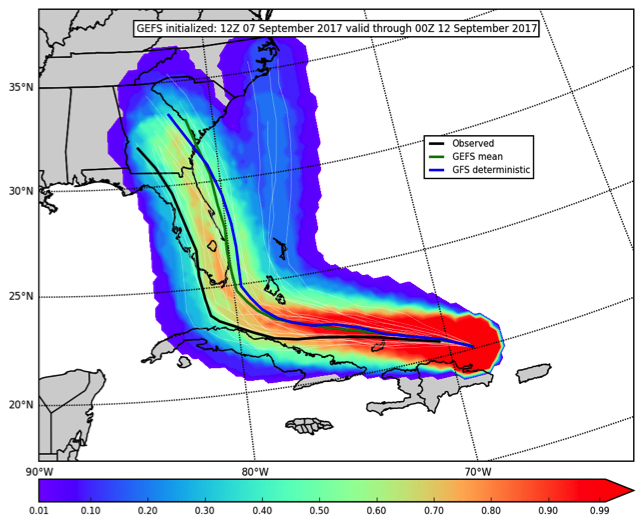 GEFS initialized: 12Z 07 September 2017 valid through 00Z 12 September 2017
35°N
Observed
GEFS mean
GFS deterministic
30°N
25°N
20°N
90°W 80°W 70°W
0.01 0.10 0.20 0.30 0.40 0.50 0.60 0.70 0.80 0.90 0.99